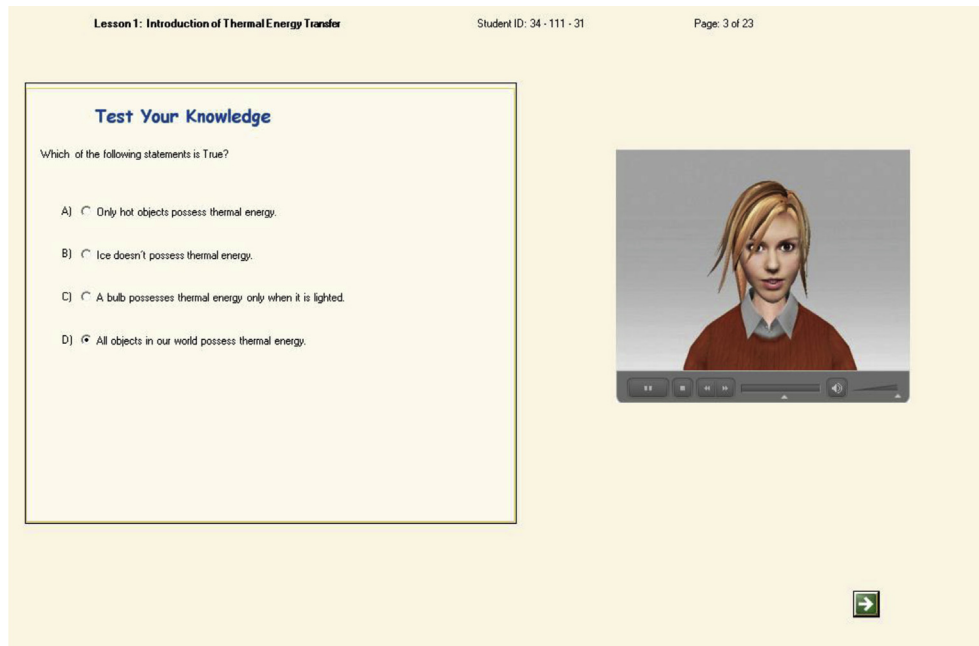 Lesson 1: Introduction of Thermal Energy Transfer
Student ID: 34 - 111 - 31
Page: 3 of 23
Test Your Knowledge
Which of the following statements is True?
A) Only hot objects possess thermal energy.
B) Ice doesn't possess thermal energy.
C) A bulb possesses thermal energy only when it is lighted.
D) All objects in our world possess thermal energy.